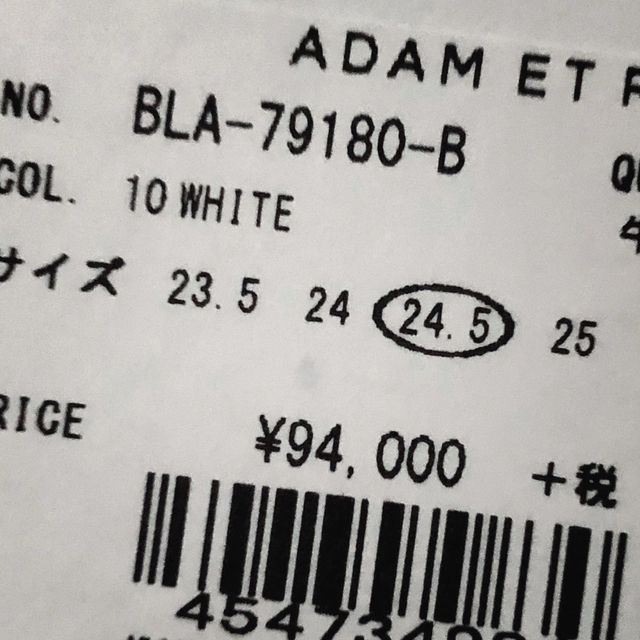 ADAM ET R
NO. BLA-79180-B
COL. 10 WHITE
サイズ 23.5 24 24.5 25
RICE ¥94,000 +税